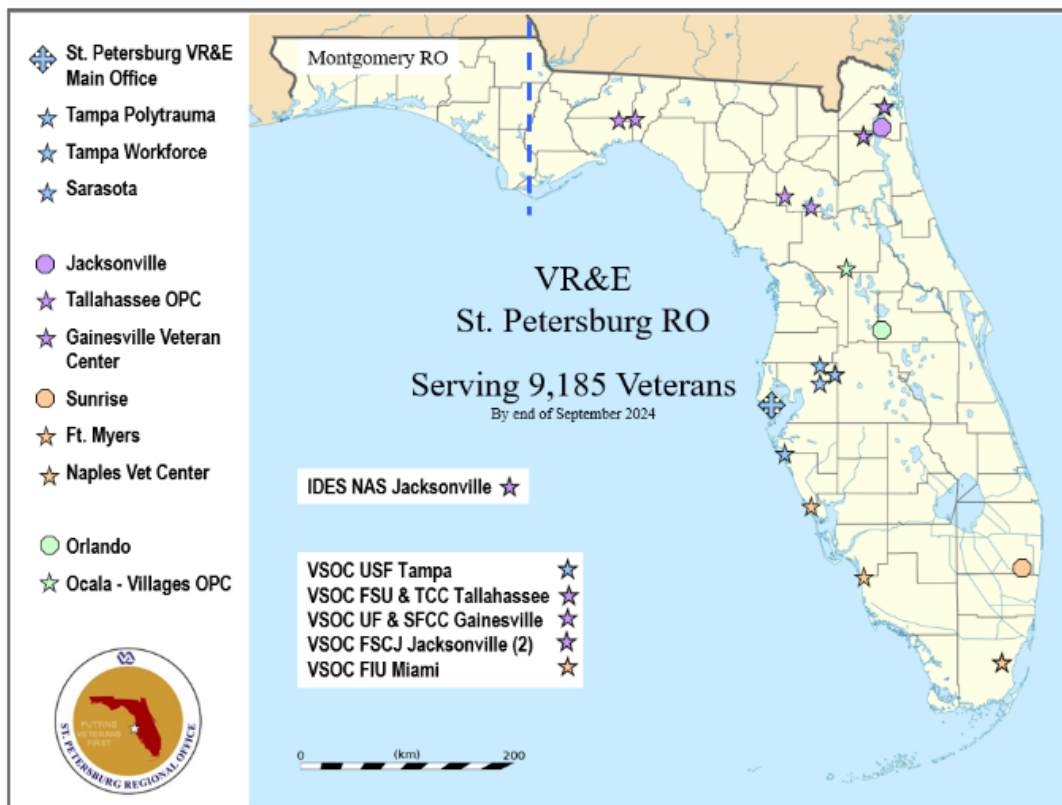 St. Petersburg VR&E
Main Office
Tampa Polytrauma
Tampa Workforce
Sarasota
Jacksonville
Tallahassee OPC
Gainesville Veteran
Center
Sunrise
Ft. Myers
Naples Vet Center
Orlando
Ocala - Villages OPC
PUTTING
VETERANS
FIRST
ST. PETERSBURG REGIONAL OFFICE
Montgomery RO
VR&E
St. Petersburg RO
Serving 9,185 Veterans
By end of September 2024
IDES NAS Jacksonville
VSOC USF Tampa
VSOC FSU & TCC Tallahassee
VSOC UF & SFCC Gainesville
VSOC FSCJ Jacksonville (2)
VSOC FIU Miami
0 (km) 200